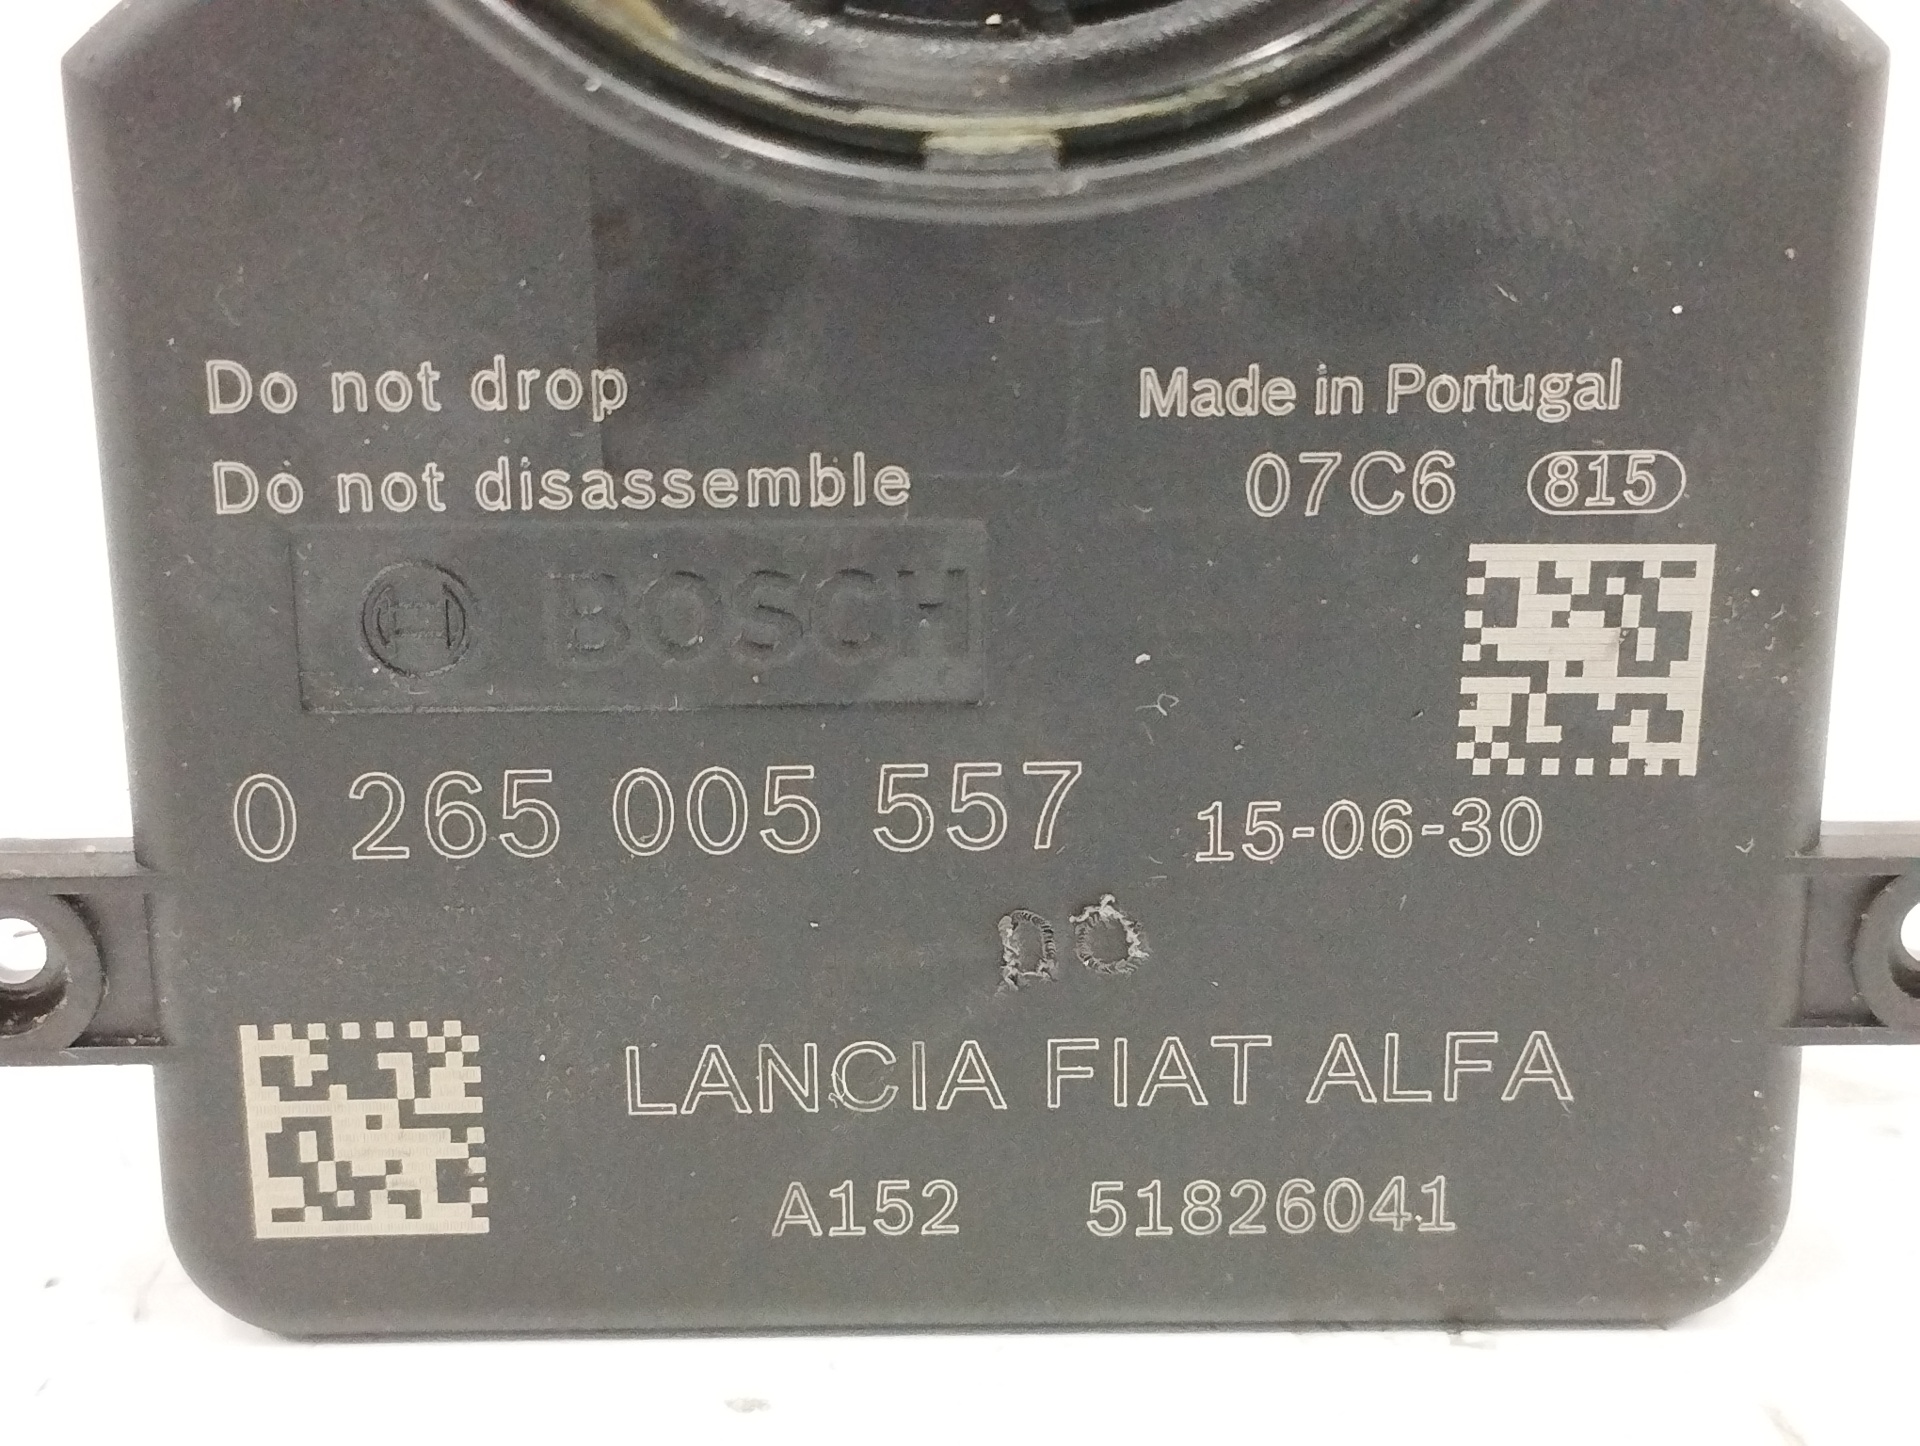 Do not drop
Do not disassemble
Made in Portugal
07C6 815
BOSCH
0 265 005 557
15-06-30
DO
LANCIA FIAT ALFA
A152 51826041